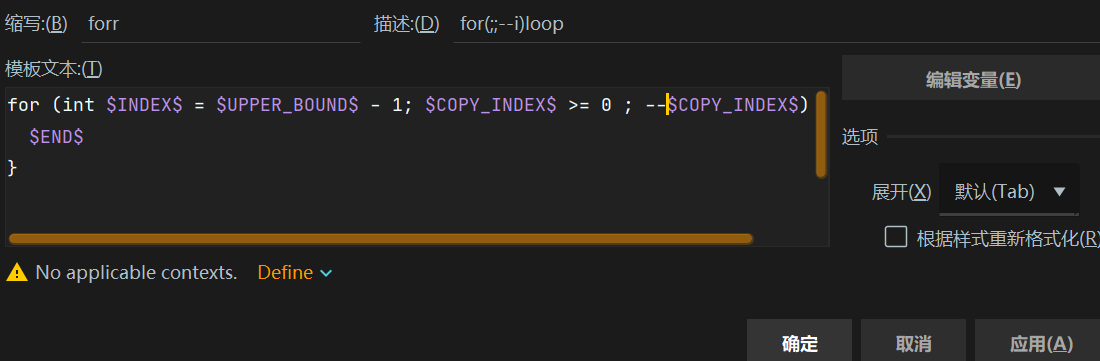 缩写:(B) forr 描述:(D) for(;;--i)loop
模板文本:(T)
编辑变量(E)
for (int $INDEX$ = $UPPER_BOUND$ - 1; $COPY_INDEX$ >= 0 ; --$COPY_INDEX$)
$END$
}
选项
展开(X) 默认(Tab)
根据样式重新格式化(R)
No applicable contexts. Define
确定 取消 应用(A)